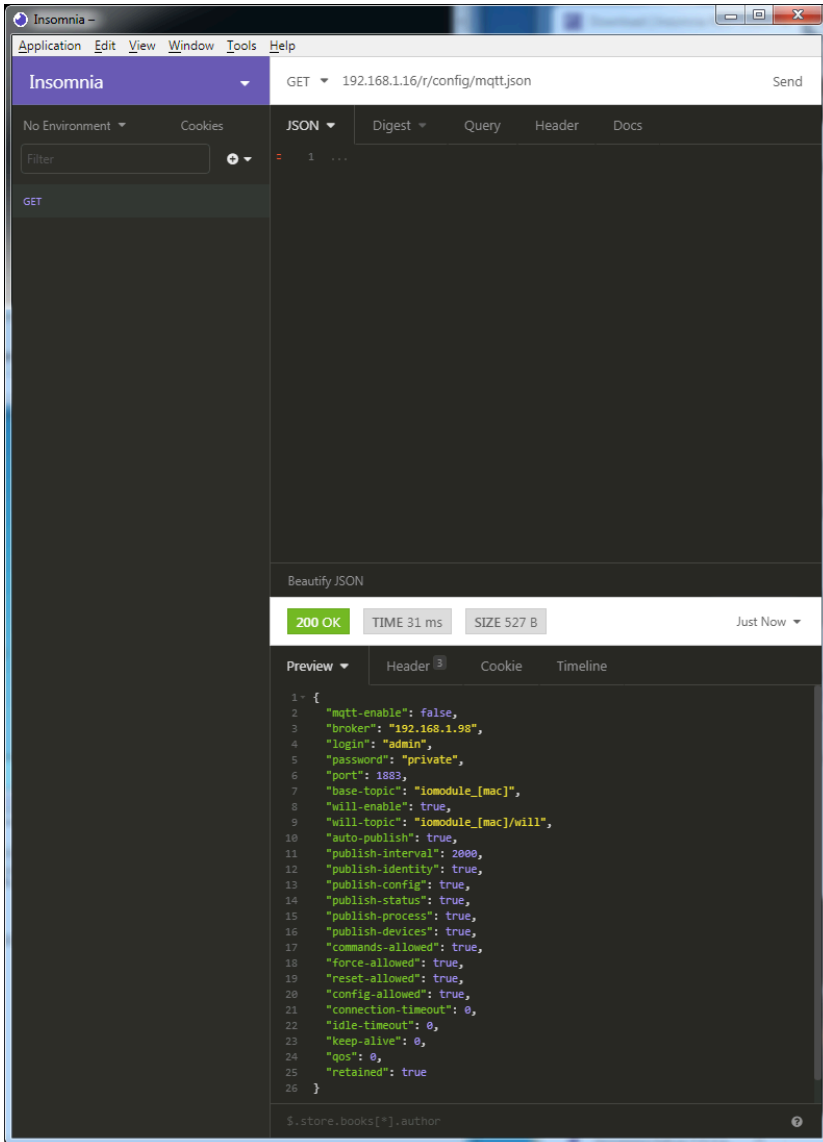 Insomnia –
Application Edit View Window Tools Help
Insomnia
GET 192.168.1.16/r/config/mqtt.json Send
No Environment Cookies
JSON Digest Query Header Docs
Filter
1 ...
GET
Beautify JSON
200 OK TIME 31 ms SIZE 527 B Just Now
Preview Header 3 Cookie Timeline
1 {
2 "mqtt-enable": false,
3 "broker": "192.168.1.98",
4 "login": "admin",
5 "password": "private",
6 "port": 1883,
7 "base-topic": "iomodule_[mac]",
8 "will-enable": true,
9 "will-topic": "iomodule_[mac]/will",
10 "auto-publish": true,
11 "publish-interval": 2000,
12 "publish-identity": true,
13 "publish-config": true,
14 "publish-status": true,
15 "publish-process": true,
16 "publish-devices": true,
17 "commands-allowed": true,
18 "force-allowed": true,
19 "reset-allowed": true,
20 "config-allowed": true,
21 "connection-timeout": 0,
22 "idle-timeout": 0,
23 "keep-alive": 0,
24 "qos": 0,
25 "retained": true
26 }
$.store.books[*].author